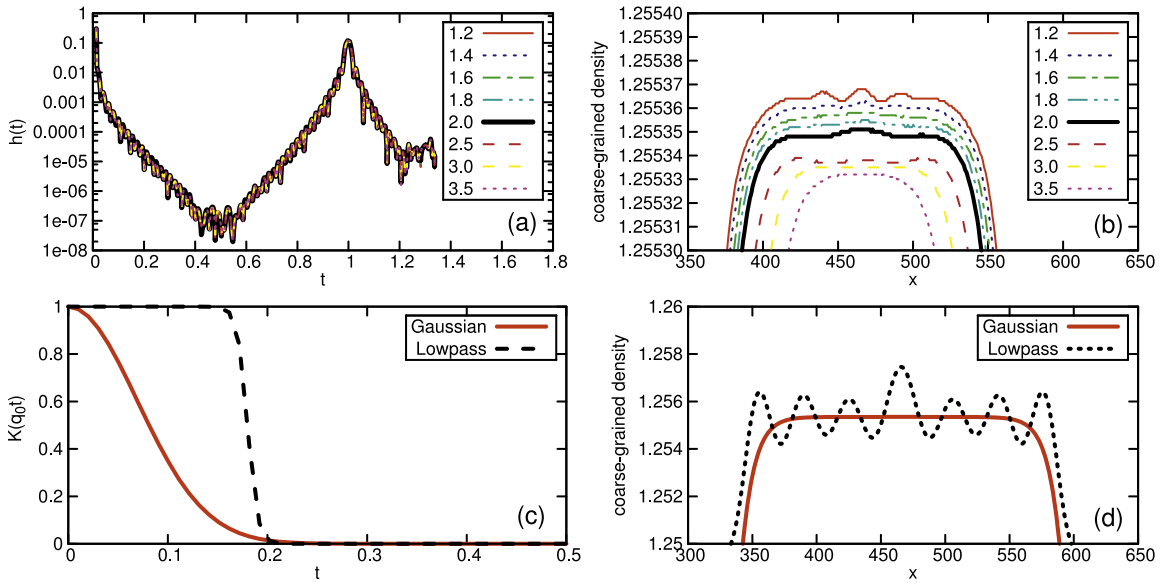 0.1
0.01
0.001
0.0001
1e-05
1e-06
1e-07
1e-08
h(t)
0 0.2 0.4 0.6 0.8 1 1.2 1.4 1.6 1.8
t
1.2
1.4
1.6
1.8
2.0
2.5
3.0
3.5
(a)
1.25540
1.25539
1.25538
1.25537
1.25536
1.25535
1.25534
1.25533
1.25532
1.25531
1.25530
coarse-grained density
350 400 450 500 550 600 650
x
1.2
1.4
1.6
1.8
2.0
2.5
3.0
3.5
(b)
1
0.8
0.6
0.4
0.2
0
K(q₀t)
0 0.1 0.2 0.3 0.4 0.5
t
Gaussian
Lowpass
(c)
1.26
1.258
1.256
1.254
1.252
1.25
coarse-grained density
300 350 400 450 500 550 600 650
x
Gaussian
Lowpass
(d)